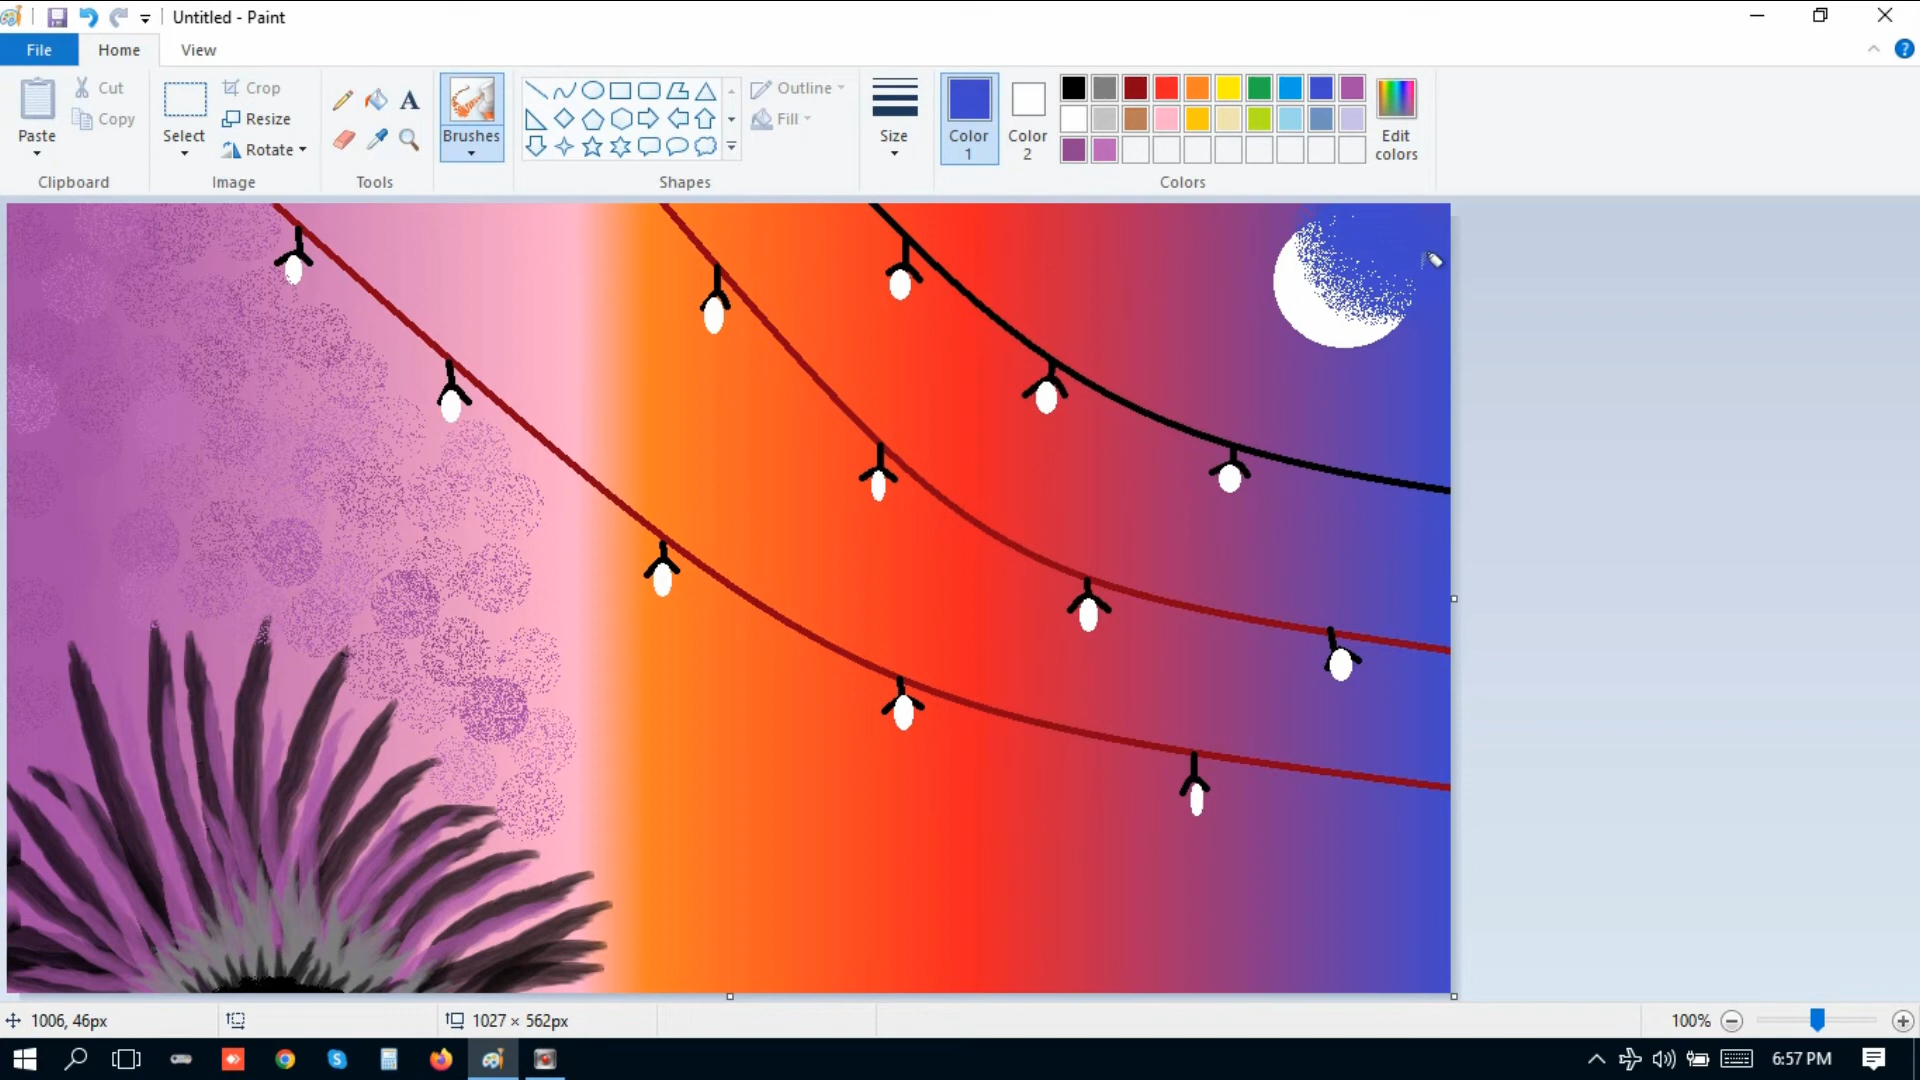 Untitled - Paint
File
Home
View
Paste
Cut
Copy
Clipboard
Select
Crop
Resize
Rotate
Image
A
Tools
Brushes
Shapes
Outline
Fill
Size
Color
1
Color
2
Edit
colors
Colors
1006, 46px
1027 × 562px
100%
6:57 PM